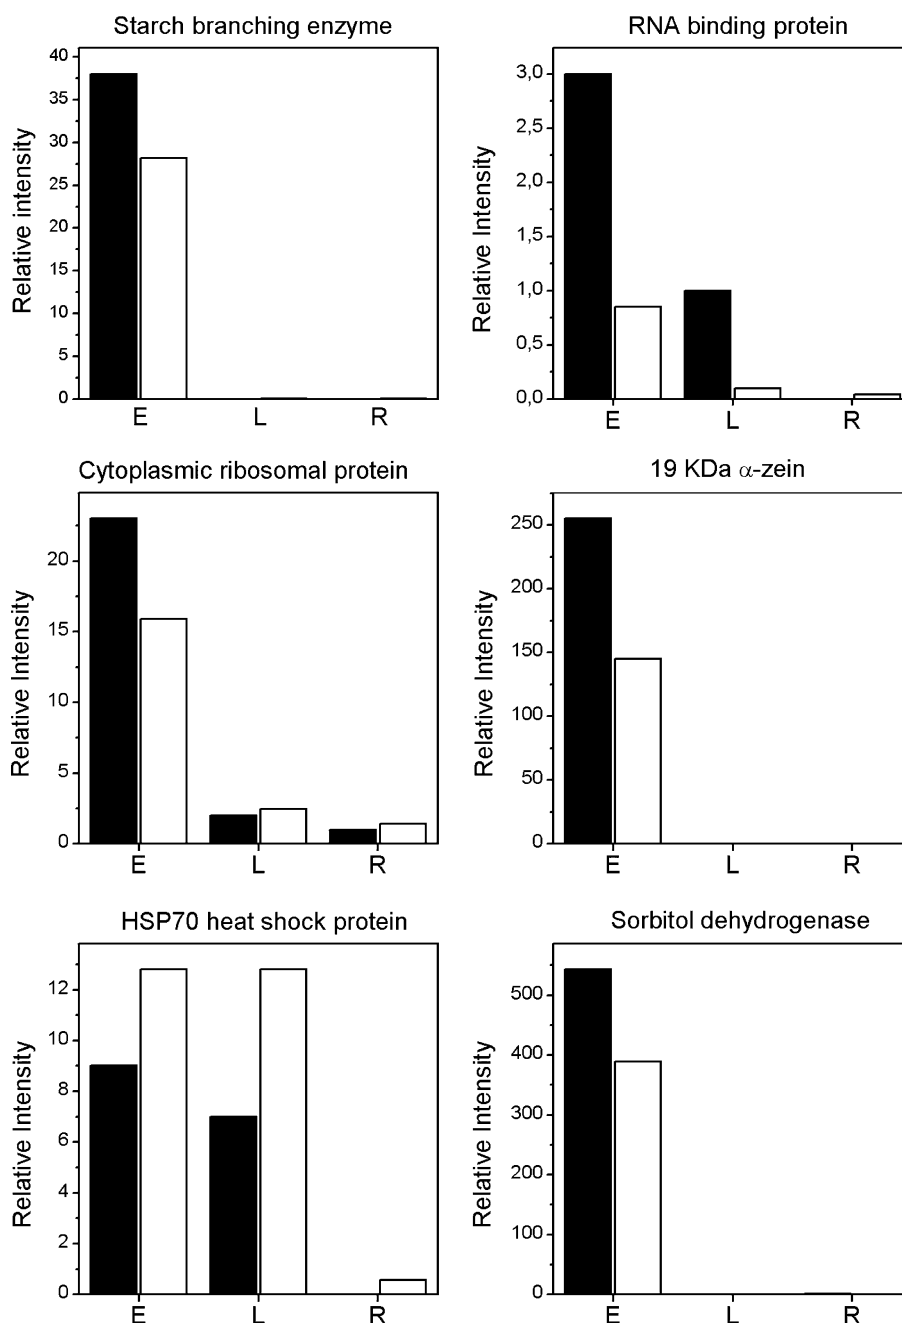 Starch branching enzyme
Relative intensity
40
35
30
25
20
15
10
5
0
E L R
RNA binding protein
Relative Intensity
3,0
2,5
2,0
1,5
1,0
0,5
0,0
E L R
Cytoplasmic ribosomal protein
Relative Intensity
20
15
10
5
0
E L R
19 KDa α-zein
Relative Intensity
250
200
150
100
50
0
E L R
HSP70 heat shock protein
Relative Intensity
12
10
8
6
4
2
0
E L R
Sorbitol dehydrogenase
Relative Intensity
500
400
300
200
100
0
E L R